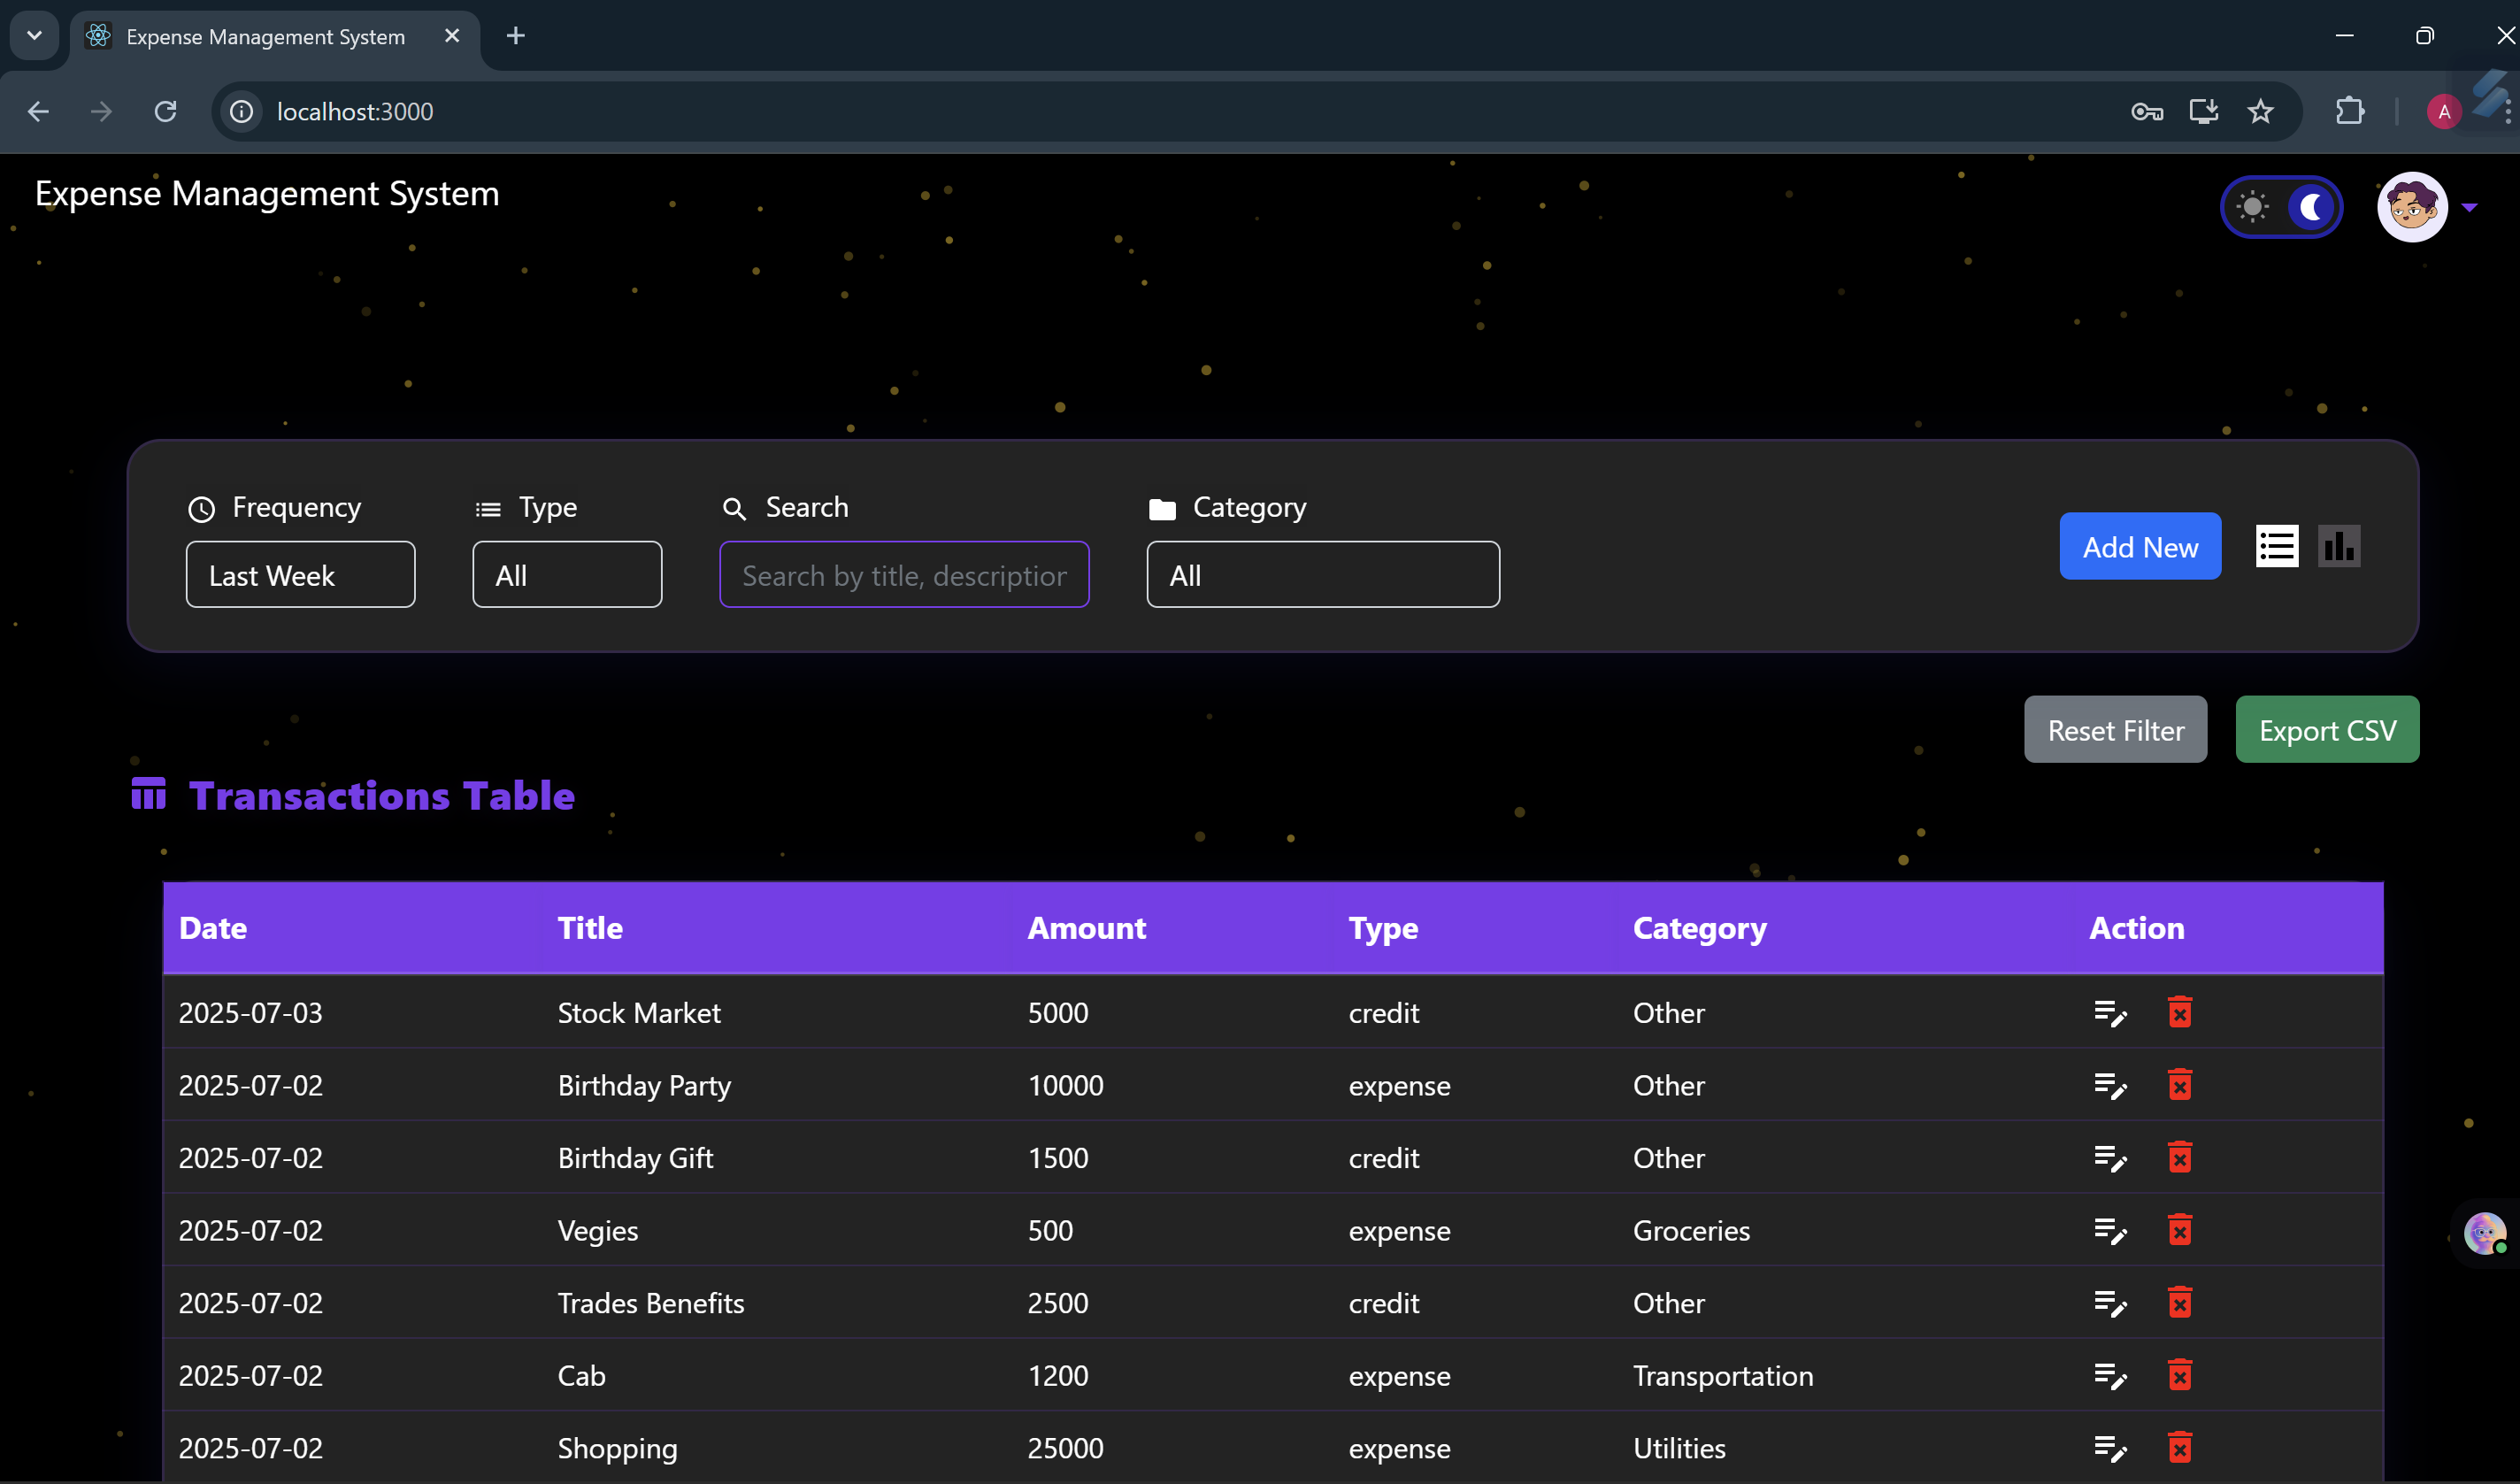 Expense Management System
localhost:3000
A
Expense Management System
Frequency Type Search Category
Last Week All Search by title, description All Add New
Reset Filter Export CSV
Transactions Table
Date Title Amount Type Category Action
2025-07-03 Stock Market 5000 credit Other
2025-07-02 Birthday Party 10000 expense Other
2025-07-02 Birthday Gift 1500 credit Other
2025-07-02 Vegies 500 expense Groceries
2025-07-02 Trades Benefits 2500 credit Other
2025-07-02 Cab 1200 expense Transportation
2025-07-02 Shopping 25000 expense Utilities